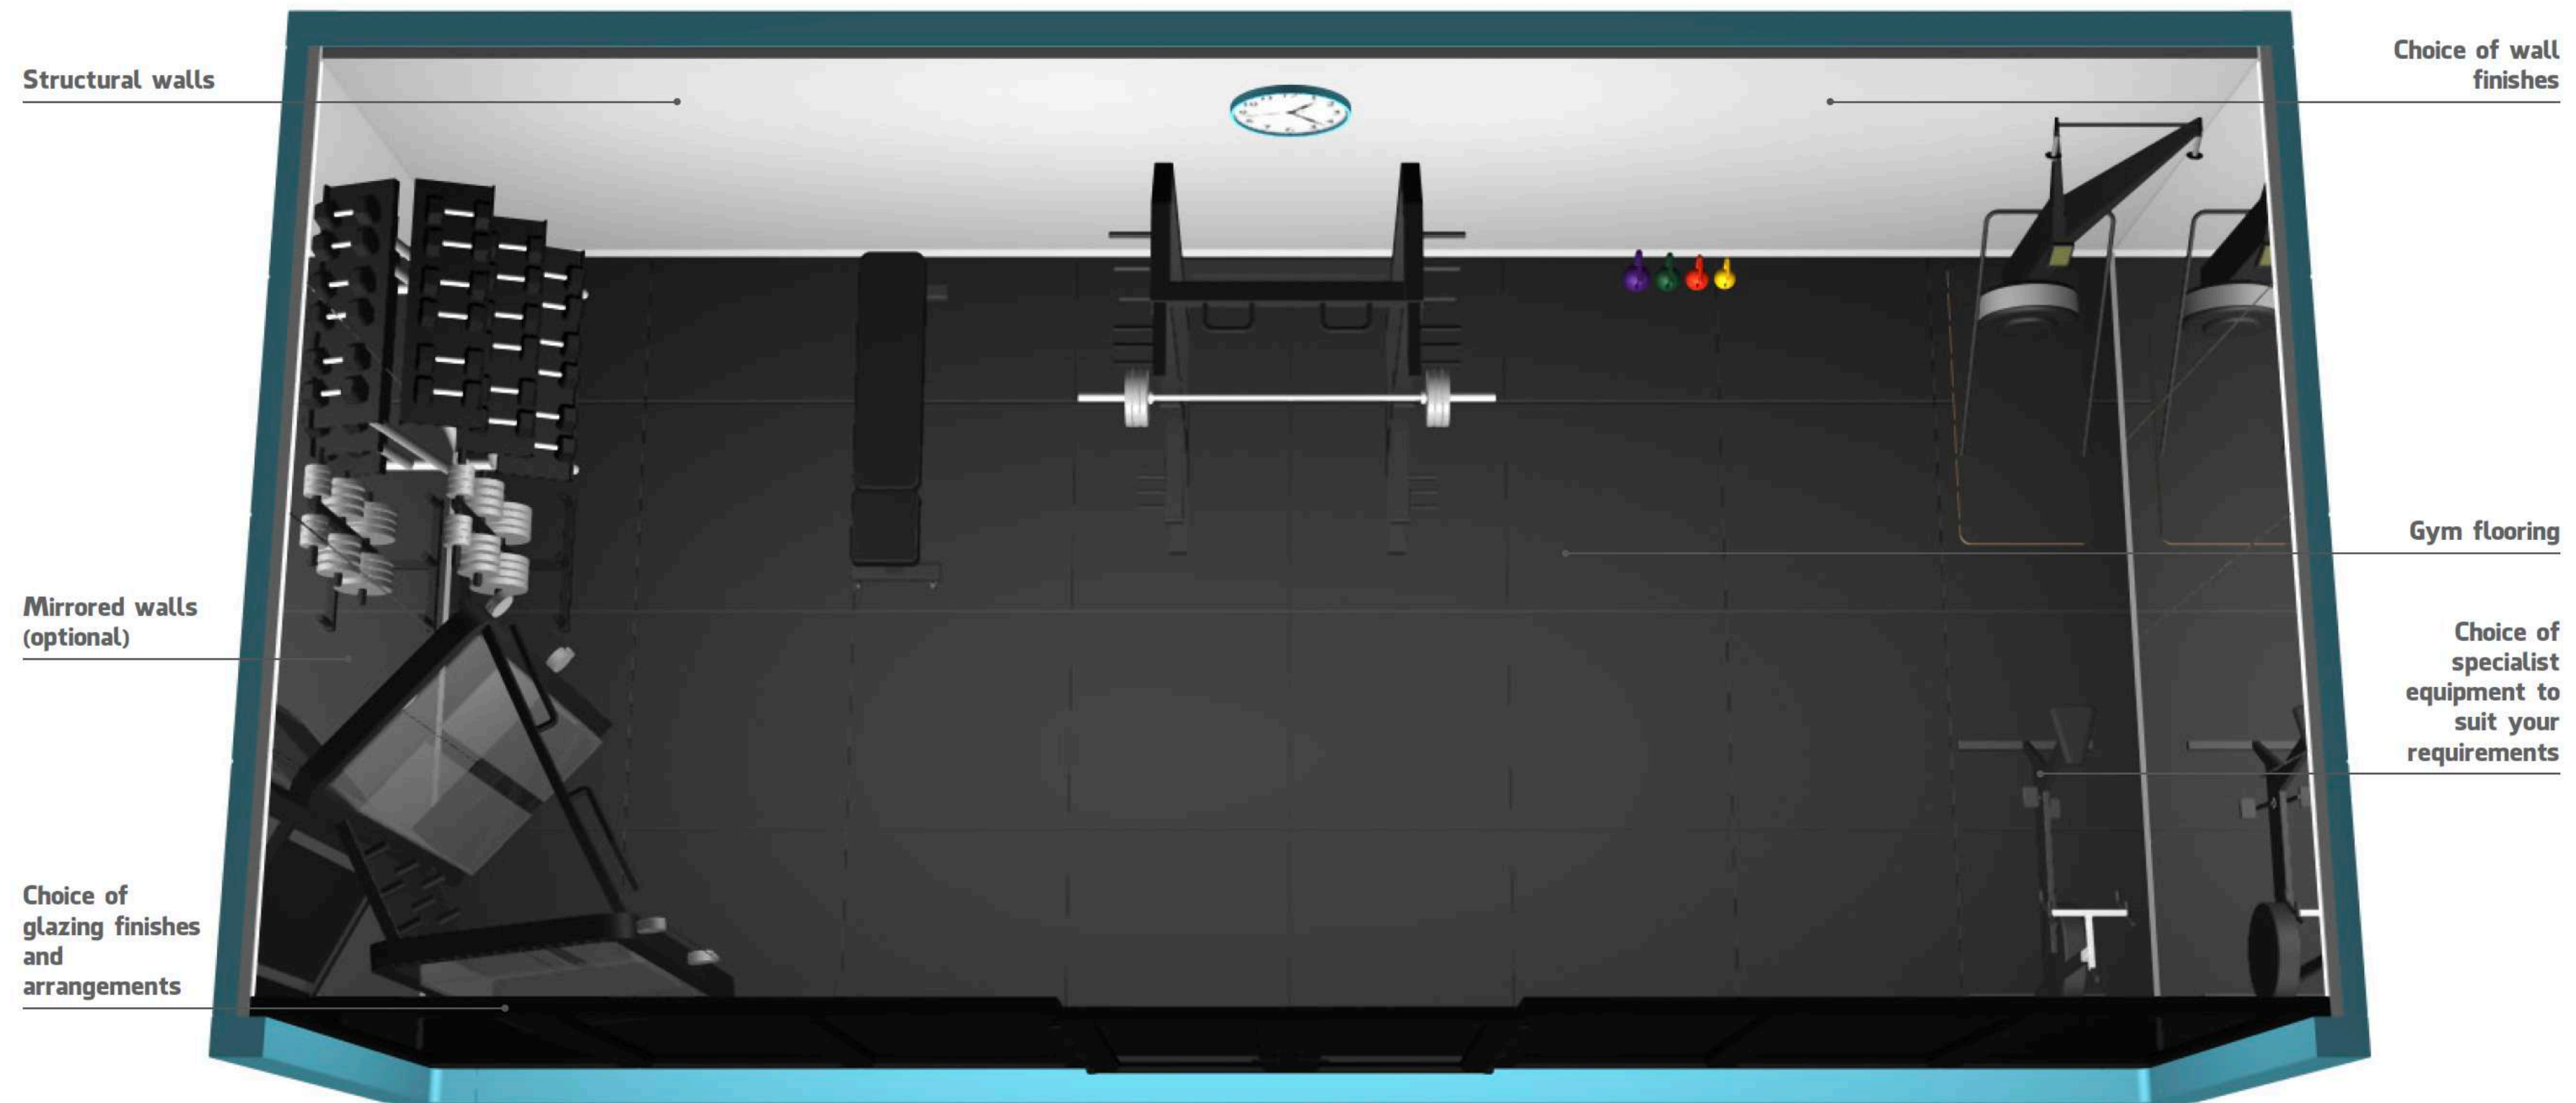 Structural walls
Choice of wall
finishes
Gym flooring
Mirrored walls
(optional)
Choice of
specialist
equipment to
suit your
requirements
Choice of
glazing finishes
and
arrangements